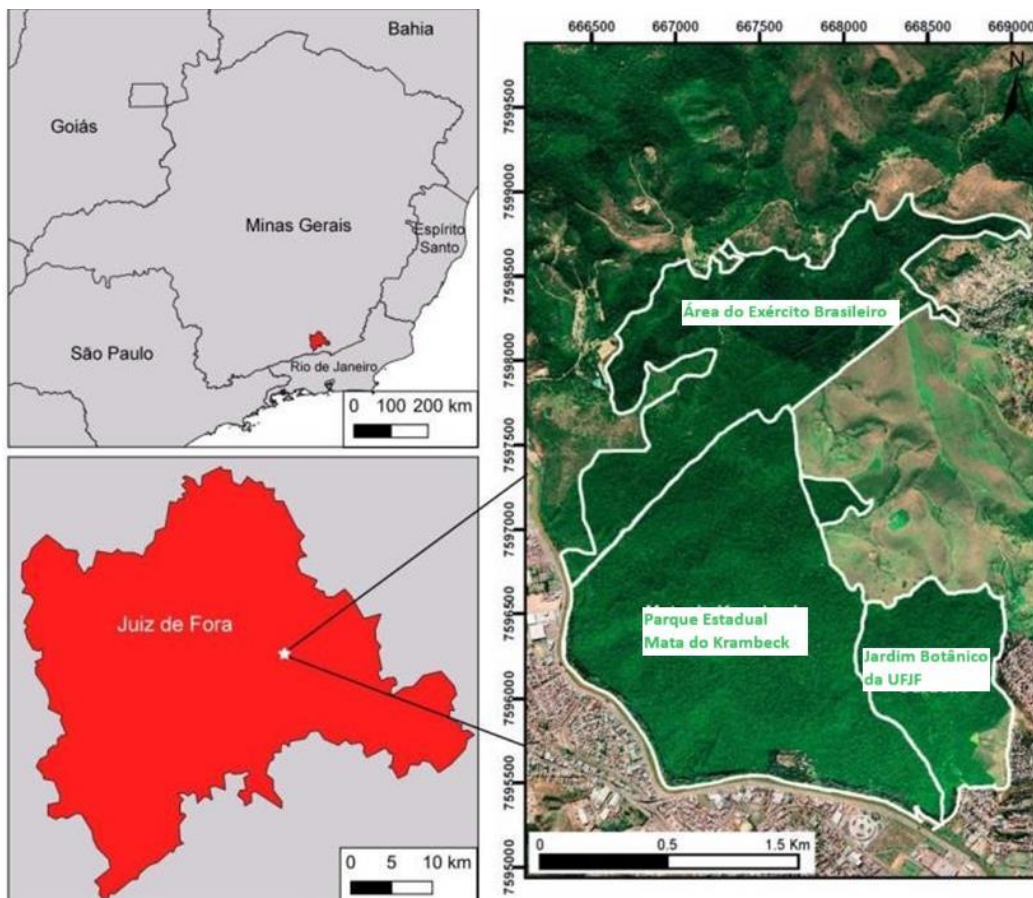 Bahia
Goiás
Minas Gerais
Espírito
Santo
São Paulo
Rio de Janeiro
0 100 200 km
Juiz de Fora
0 5 10 km
666500 667000 667500 668000 668500 669000
N
7599500
7599000
7598500
7598000
7597500
7597000
7596500
7596000
7595500
7595000
Área do Exército Brasileiro
Parque Estadual
Mata do Krambeck
Jardim Botânico
da UFJF
0 0.5 1.5 Km